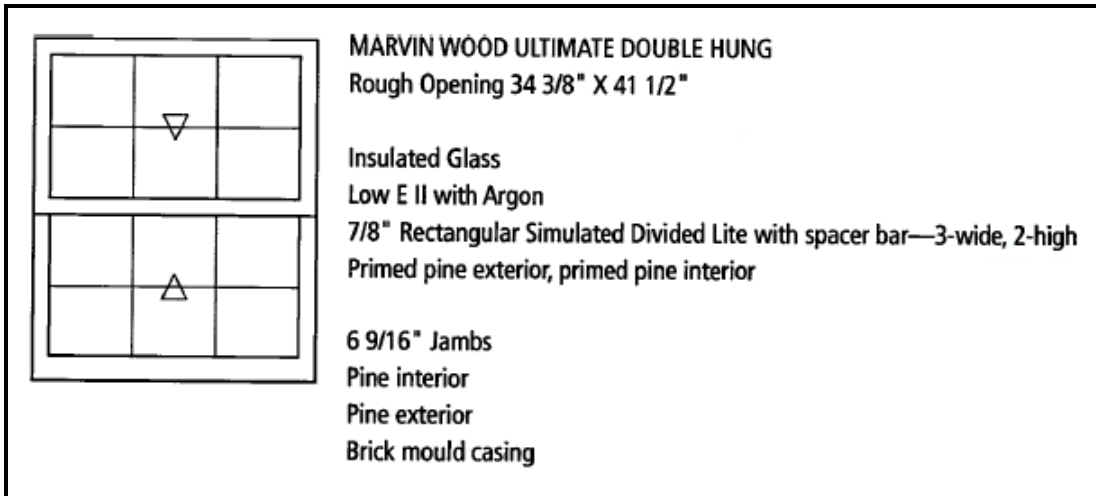 MARVIN WOOD ULTIMATE DOUBLE HUNG
Rough Opening 34 3/8" X 41 1/2"
Insulated Glass
Low E II with Argon
7/8" Rectangular Simulated Divided Lite with spacer bar—3-wide, 2-high
Primed pine exterior, primed pine interior
6 9/16" Jambs
Pine interior
Pine exterior
Brick mould casing